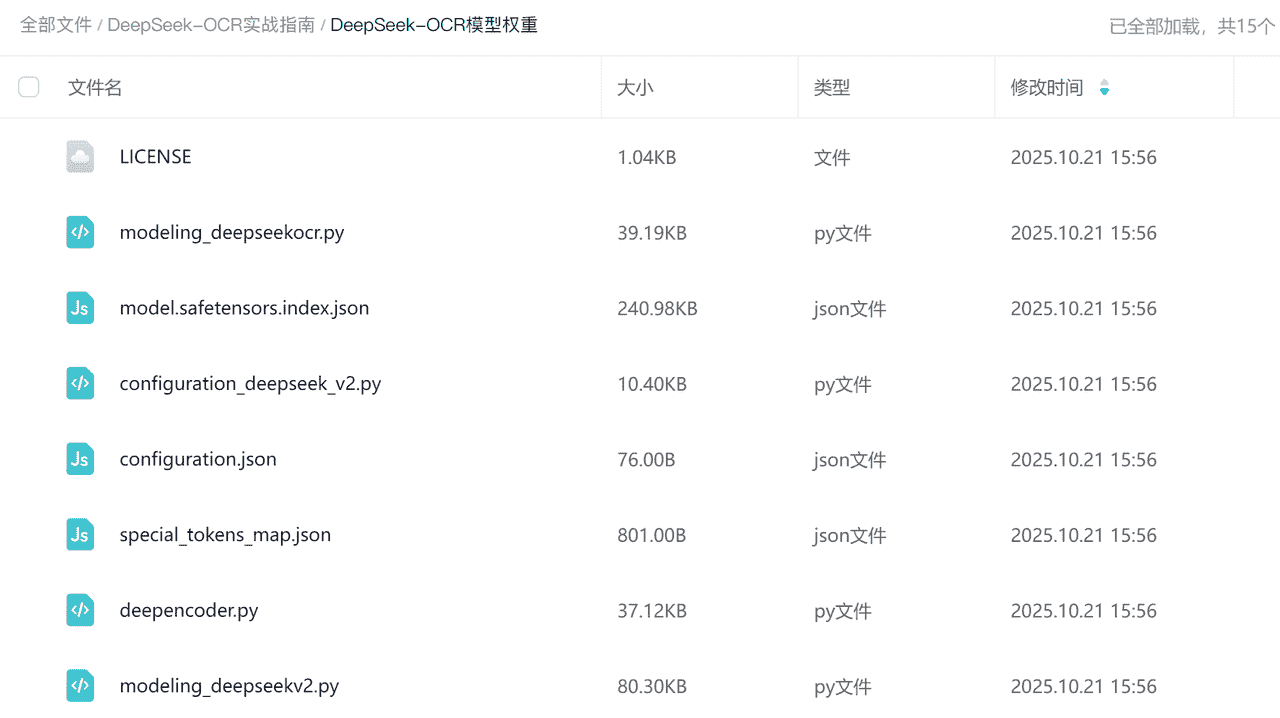 全部文件 / DeepSeek-OCR实战指南 / DeepSeek-OCR模型权重 已全部加载，共15个
文件名 大小 类型 修改时间
LICENSE 1.04KB 文件 2025.10.21 15:56
</> modeling_deepseekocr.py 39.19KB py文件 2025.10.21 15:56
Js model.safetensors.index.json 240.98KB json文件 2025.10.21 15:56
</> configuration_deepseek_v2.py 10.40KB py文件 2025.10.21 15:56
Js configuration.json 76.00B json文件 2025.10.21 15:56
Js special_tokens_map.json 801.00B json文件 2025.10.21 15:56
</> deepencoder.py 37.12KB py文件 2025.10.21 15:56
</> modeling_deepseekv2.py 80.30KB py文件 2025.10.21 15:56